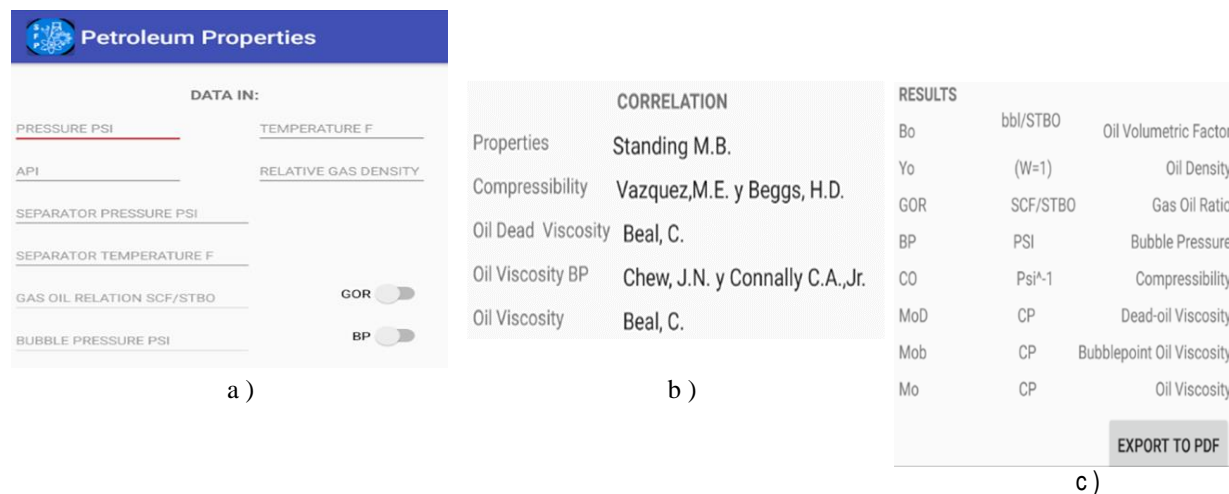 Petroleum Properties
DATA IN:
PRESSURE PSI TEMPERATURE F
API RELATIVE GAS DENSITY
SEPARATOR PRESSURE PSI
SEPARATOR TEMPERATURE F
GAS OIL RELATION SCF/STBO GOR
BUBBLE PRESSURE PSI BP
a )
CORRELATION
Properties Standing M.B.
Compressibility Vazquez,M.E. y Beggs, H.D.
Oil Dead Viscosity Beal, C.
Oil Viscosity BP Chew, J.N. y Connally C.A.,Jr.
Oil Viscosity Beal, C.
b )
RESULTS
Bo bbl/STBO Oil Volumetric Factor
Yo (W=1) Oil Density
GOR SCF/STBO Gas Oil Ratio
BP PSI Bubble Pressure
CO Psi^-1 Compressibility
MoD CP Dead-oil Viscosity
Mob CP Bubblepoint Oil Viscosity
Mo CP Oil Viscosity
EXPORT TO PDF
c )